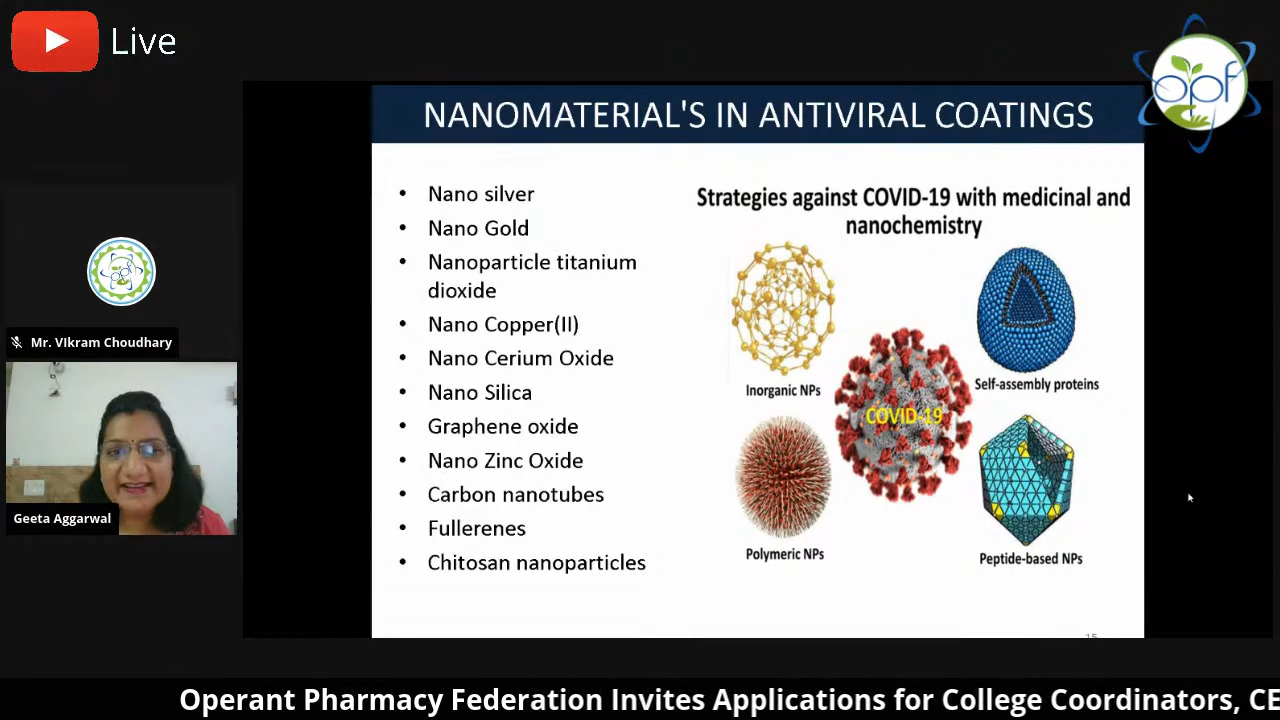 Live
opf
NANOMATERIAL'S IN ANTIVIRAL COATINGS
• Nano silver
• Nano Gold
• Nanoparticle titanium
dioxide
• Nano Copper(II)
• Nano Cerium Oxide
• Nano Silica
• Graphene oxide
• Nano Zinc Oxide
• Carbon nanotubes
• Fullerenes
• Chitosan nanoparticles
Strategies against COVID-19 with medicinal and
nanochemistry
Inorganic NPs
Self-assembly proteins
COVID-19
Polymeric NPs
Peptide-based NPs
15
Mr. VIkram Choudhary
Geeta Aggarwal
Operant Pharmacy Federation Invites Applications for College Coordinators, CE